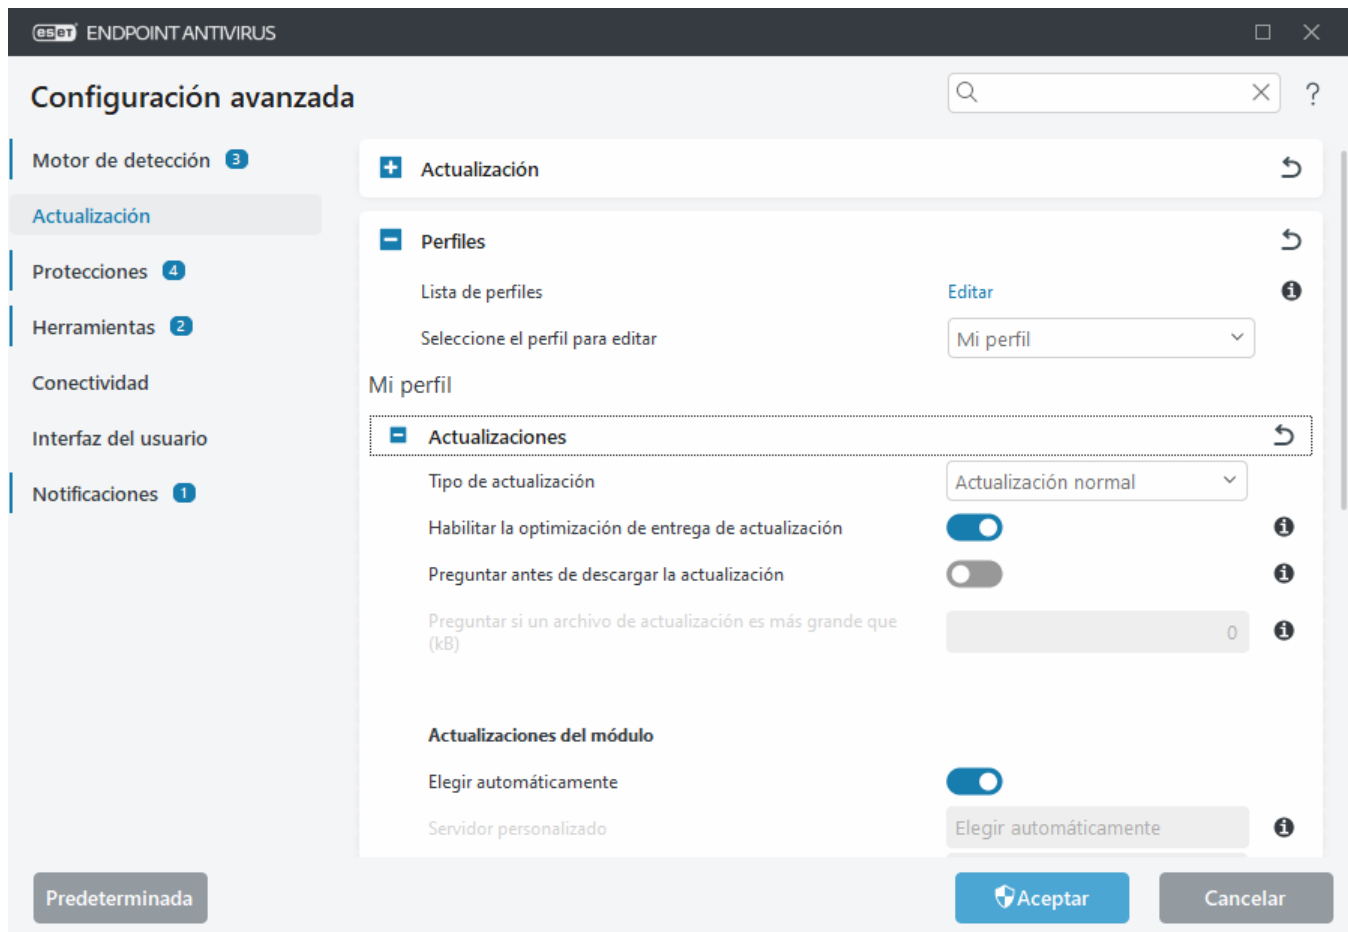 eset ENDPOINT ANTIVIRUS
Configuración avanzada
?
Motor de detección 3
Actualización
Protecciones 4
Herramientas 2
Conectividad
Interfaz del usuario
Notificaciones 1
Actualización
Perfiles
Lista de perfiles Editar
Seleccione el perfil para editar Mi perfil
Mi perfil
Actualizaciones
Tipo de actualización Actualización normal
Habilitar la optimización de entrega de actualización
Preguntar antes de descargar la actualización
Preguntar si un archivo de actualización es más grande que
(kB) 0
Actualizaciones del módulo
Elegir automáticamente
Servidor personalizado Elegir automáticamente
Predeterminada
Aceptar
Cancelar